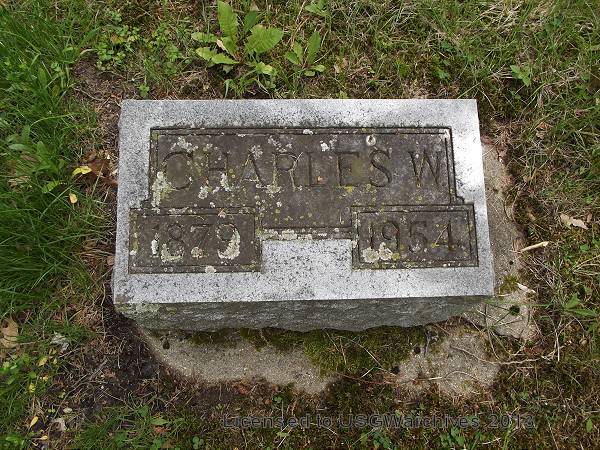 CHARLES W.
1879 1954
Licensed to USGWarchives 2013